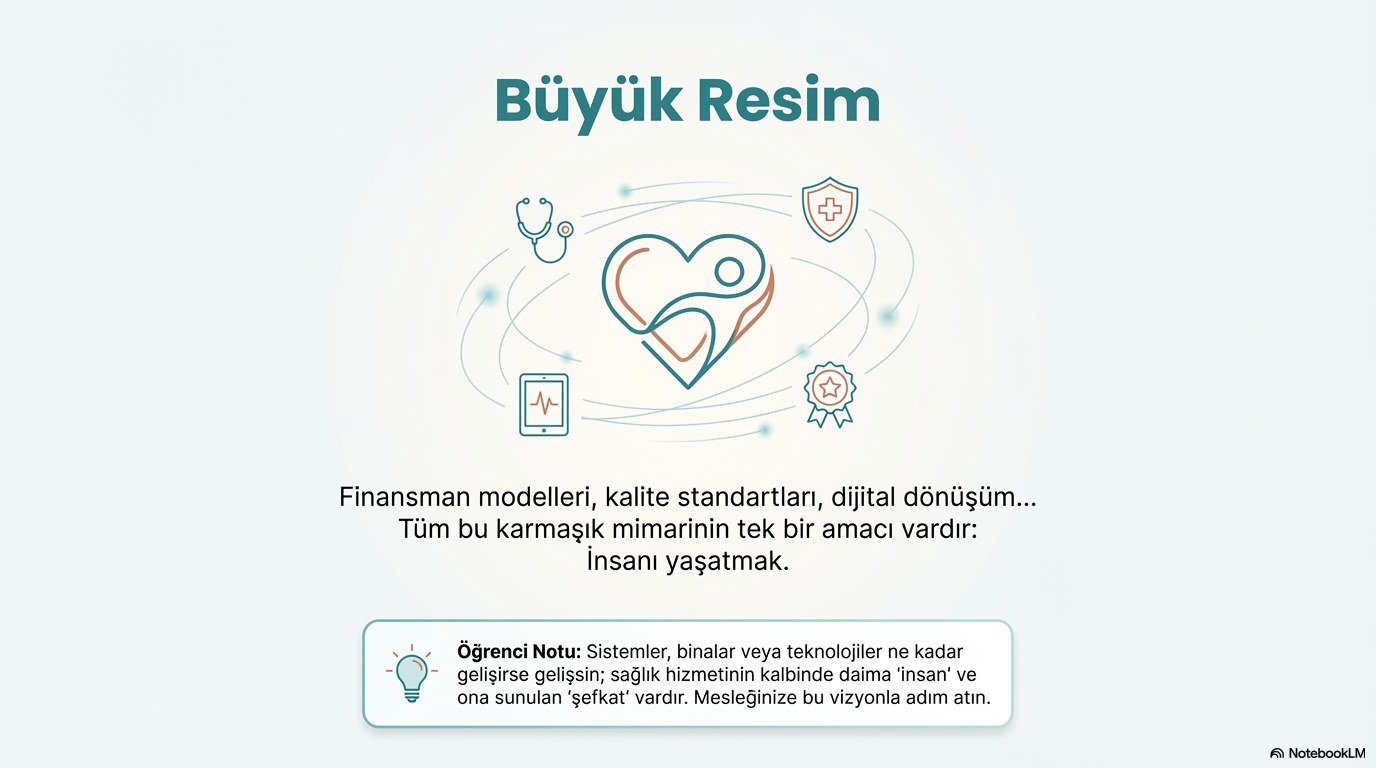 Büyük Resim
Finansman modelleri, kalite standartları, dijital dönüşüm...
Tüm bu karmaşık mimarinin tek bir amacı vardır:
İnsanı yaşatmak.
Öğrenci Notu: Sistemler, binalar veya teknolojiler ne kadar
gelişirse gelişsin; sağlık hizmetinin kalbinde daima ‘insan’ ve
ona sunulan ‘şefkat’ vardır. Mesleğinize bu vizyonla adım atın.
NotebookLM